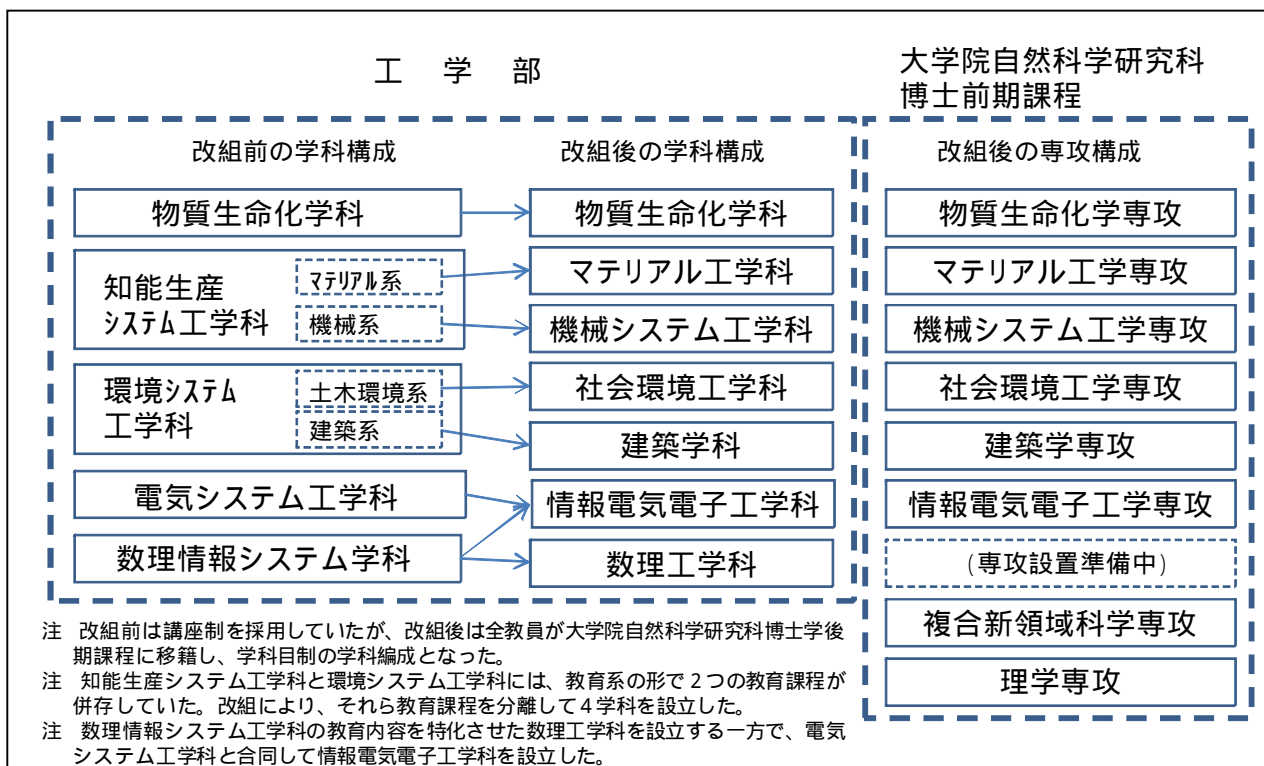 工 学 部
大学院自然科学研究科
博士前期課程
改組前の学科構成
改組後の学科構成
改組後の専攻構成
物質生命化学科
物質生命化学科
物質生命化学専攻
知能生産
システム工学科
マテリアル系
機械系
マテリアル工学科
マテリアル工学専攻
機械システム工学科
機械システム工学専攻
環境システム
工学科
土木環境系
建築系
社会環境工学科
社会環境工学専攻
建築学科
建築学専攻
電気システム工学科
情報電気電子工学科
情報電気電子工学専攻
数理情報システム学科
数理工学科
(専攻設置準備中)
複合新領域科学専攻
理学専攻
注 改組前は講座制を採用していたが、改組後は全教員が大学院自然科学研究科博士学後
期課程に移籍し、学科目制の学科編成となった。
注 知能生産システム工学科と環境システム工学科には、教育系の形で2つの教育課程が
併存していた。改組により、それら教育課程を分離して4学科を設立した。
注 数理情報システム工学科の教育内容を特化させた数理工学科を設立する一方で、電気
システム工学科と合同して情報電気電子工学科を設立した。